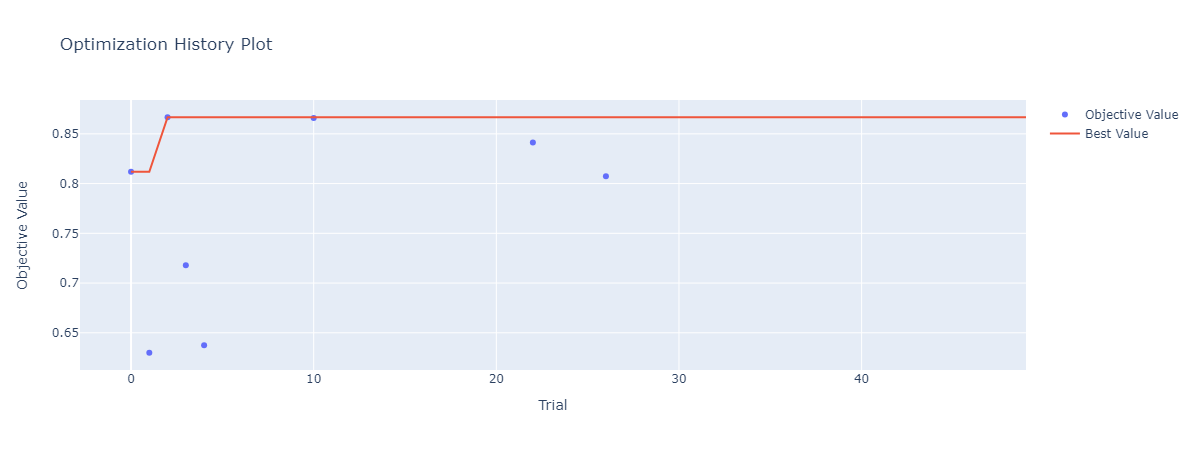 Optimization History Plot
Objective Value
Best Value
0.85
0.8
0.75
0.7
0.65
Objective Value
0
10
20
30
40
Trial